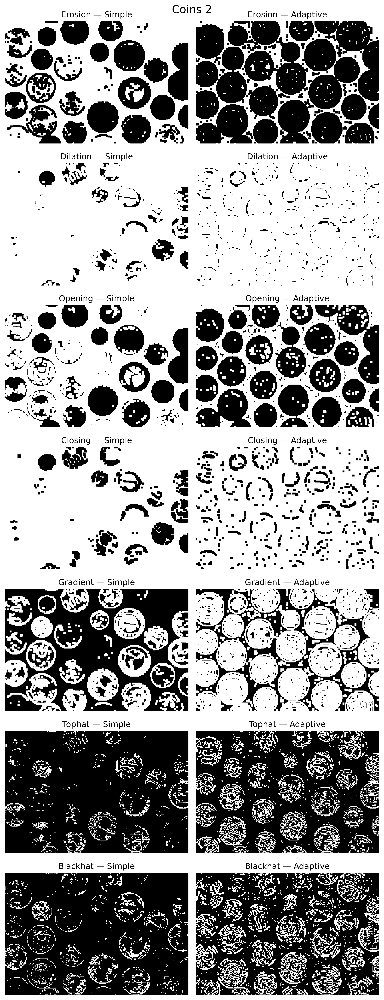 Coins 2
Erosion — Simple
Erosion — Adaptive
Dilation — Simple
Dilation — Adaptive
Opening — Simple
Opening — Adaptive
Closing — Simple
Closing — Adaptive
Gradient — Simple
Gradient — Adaptive
Tophat — Simple
Tophat — Adaptive
Blackhat — Simple
Blackhat — Adaptive